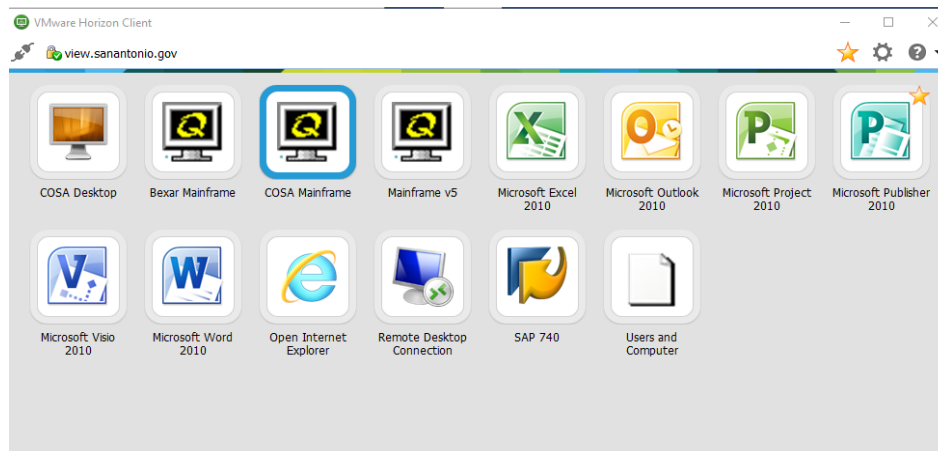 VMware Horizon Client
view.sanantonio.gov
COSA Desktop
Bexar Mainframe
COSA Mainframe
Mainframe v5
Microsoft Excel
2010
Microsoft Outlook
2010
Microsoft Project
2010
Microsoft Publisher
2010
Microsoft Visio
2010
Microsoft Word
2010
Open Internet
Explorer
Remote Desktop
Connection
SAP 740
Users and
Computer